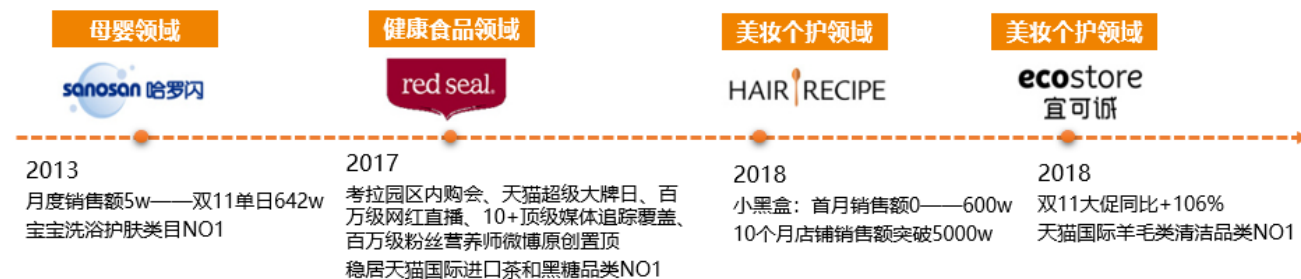 母婴领域
sanosan 哈罗闪
2013
月度销售额5w——双11单日642w
宝宝洗浴护肤类目NO1
健康食品领域
red seal.
2017
考拉园区内购会、天猫超级大牌日、百
万级网红直播、10+顶级媒体追踪覆盖、
百万级粉丝营养师微博原创置顶
稳居天猫国际进口茶和黑糖品类NO1
美妆个护领域
HAIR RECIPE
2018
小黑盒：首月销售额0——600w
10个月店铺销售额突破5000w
美妆个护领域
ecostore
宜可诚
2018
双11大促同比+106%
天猫国际羊毛类清洁品类NO1